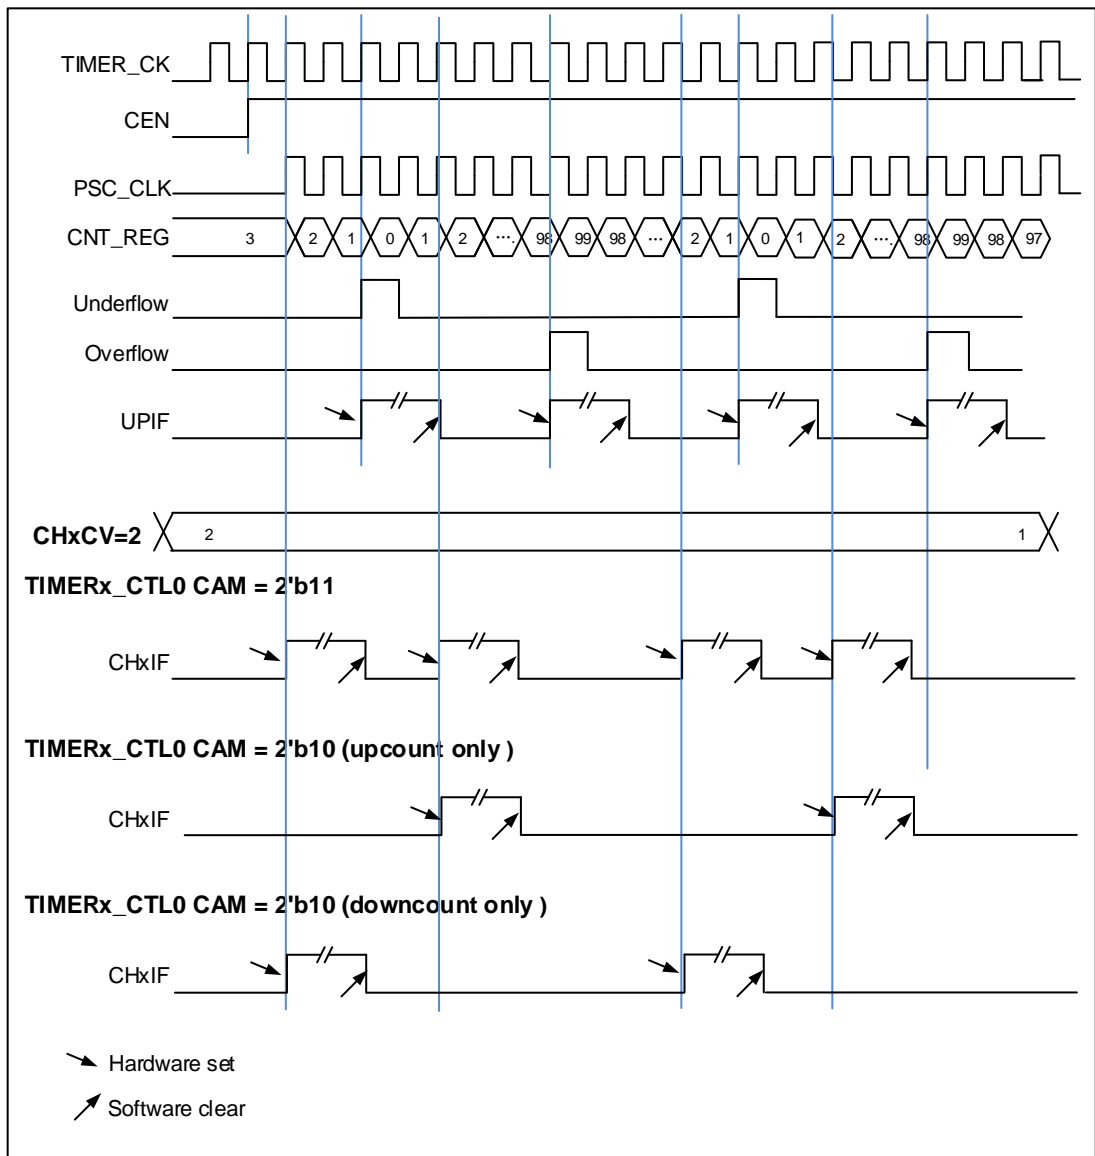 TIMER_CK
CEN
PSC_CLK
CNT_REG 3 2 1 0 1 2 .... 98 99 98 ... 2 1 0 1 2 .... 98 99 98 97
Underflow
Overflow
UPIF
CHxCV=2 2 1
TIMERx_CTL0 CAM = 2'b11
CHxIF
TIMERx_CTL0 CAM = 2'b10 (upcount only )
CHxIF
TIMERx_CTL0 CAM = 2'b10 (downcount only )
CHxIF
Hardware set
Software clear